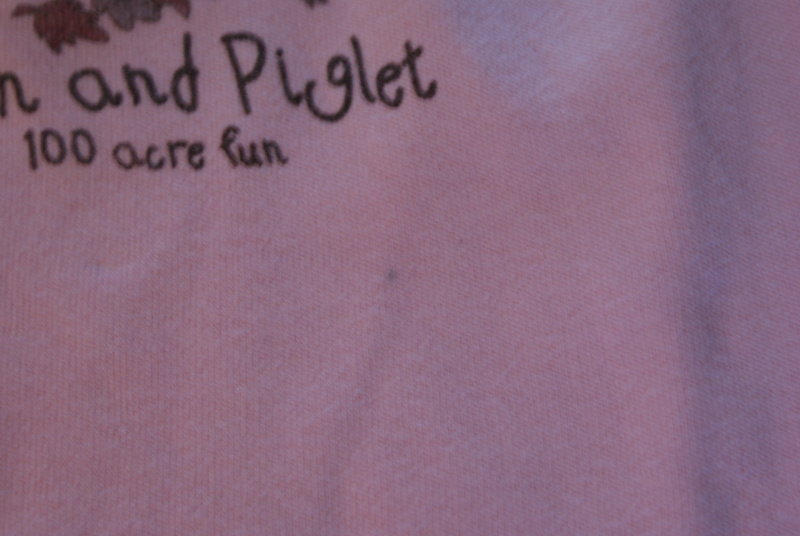 and Piglet
100 acre fun